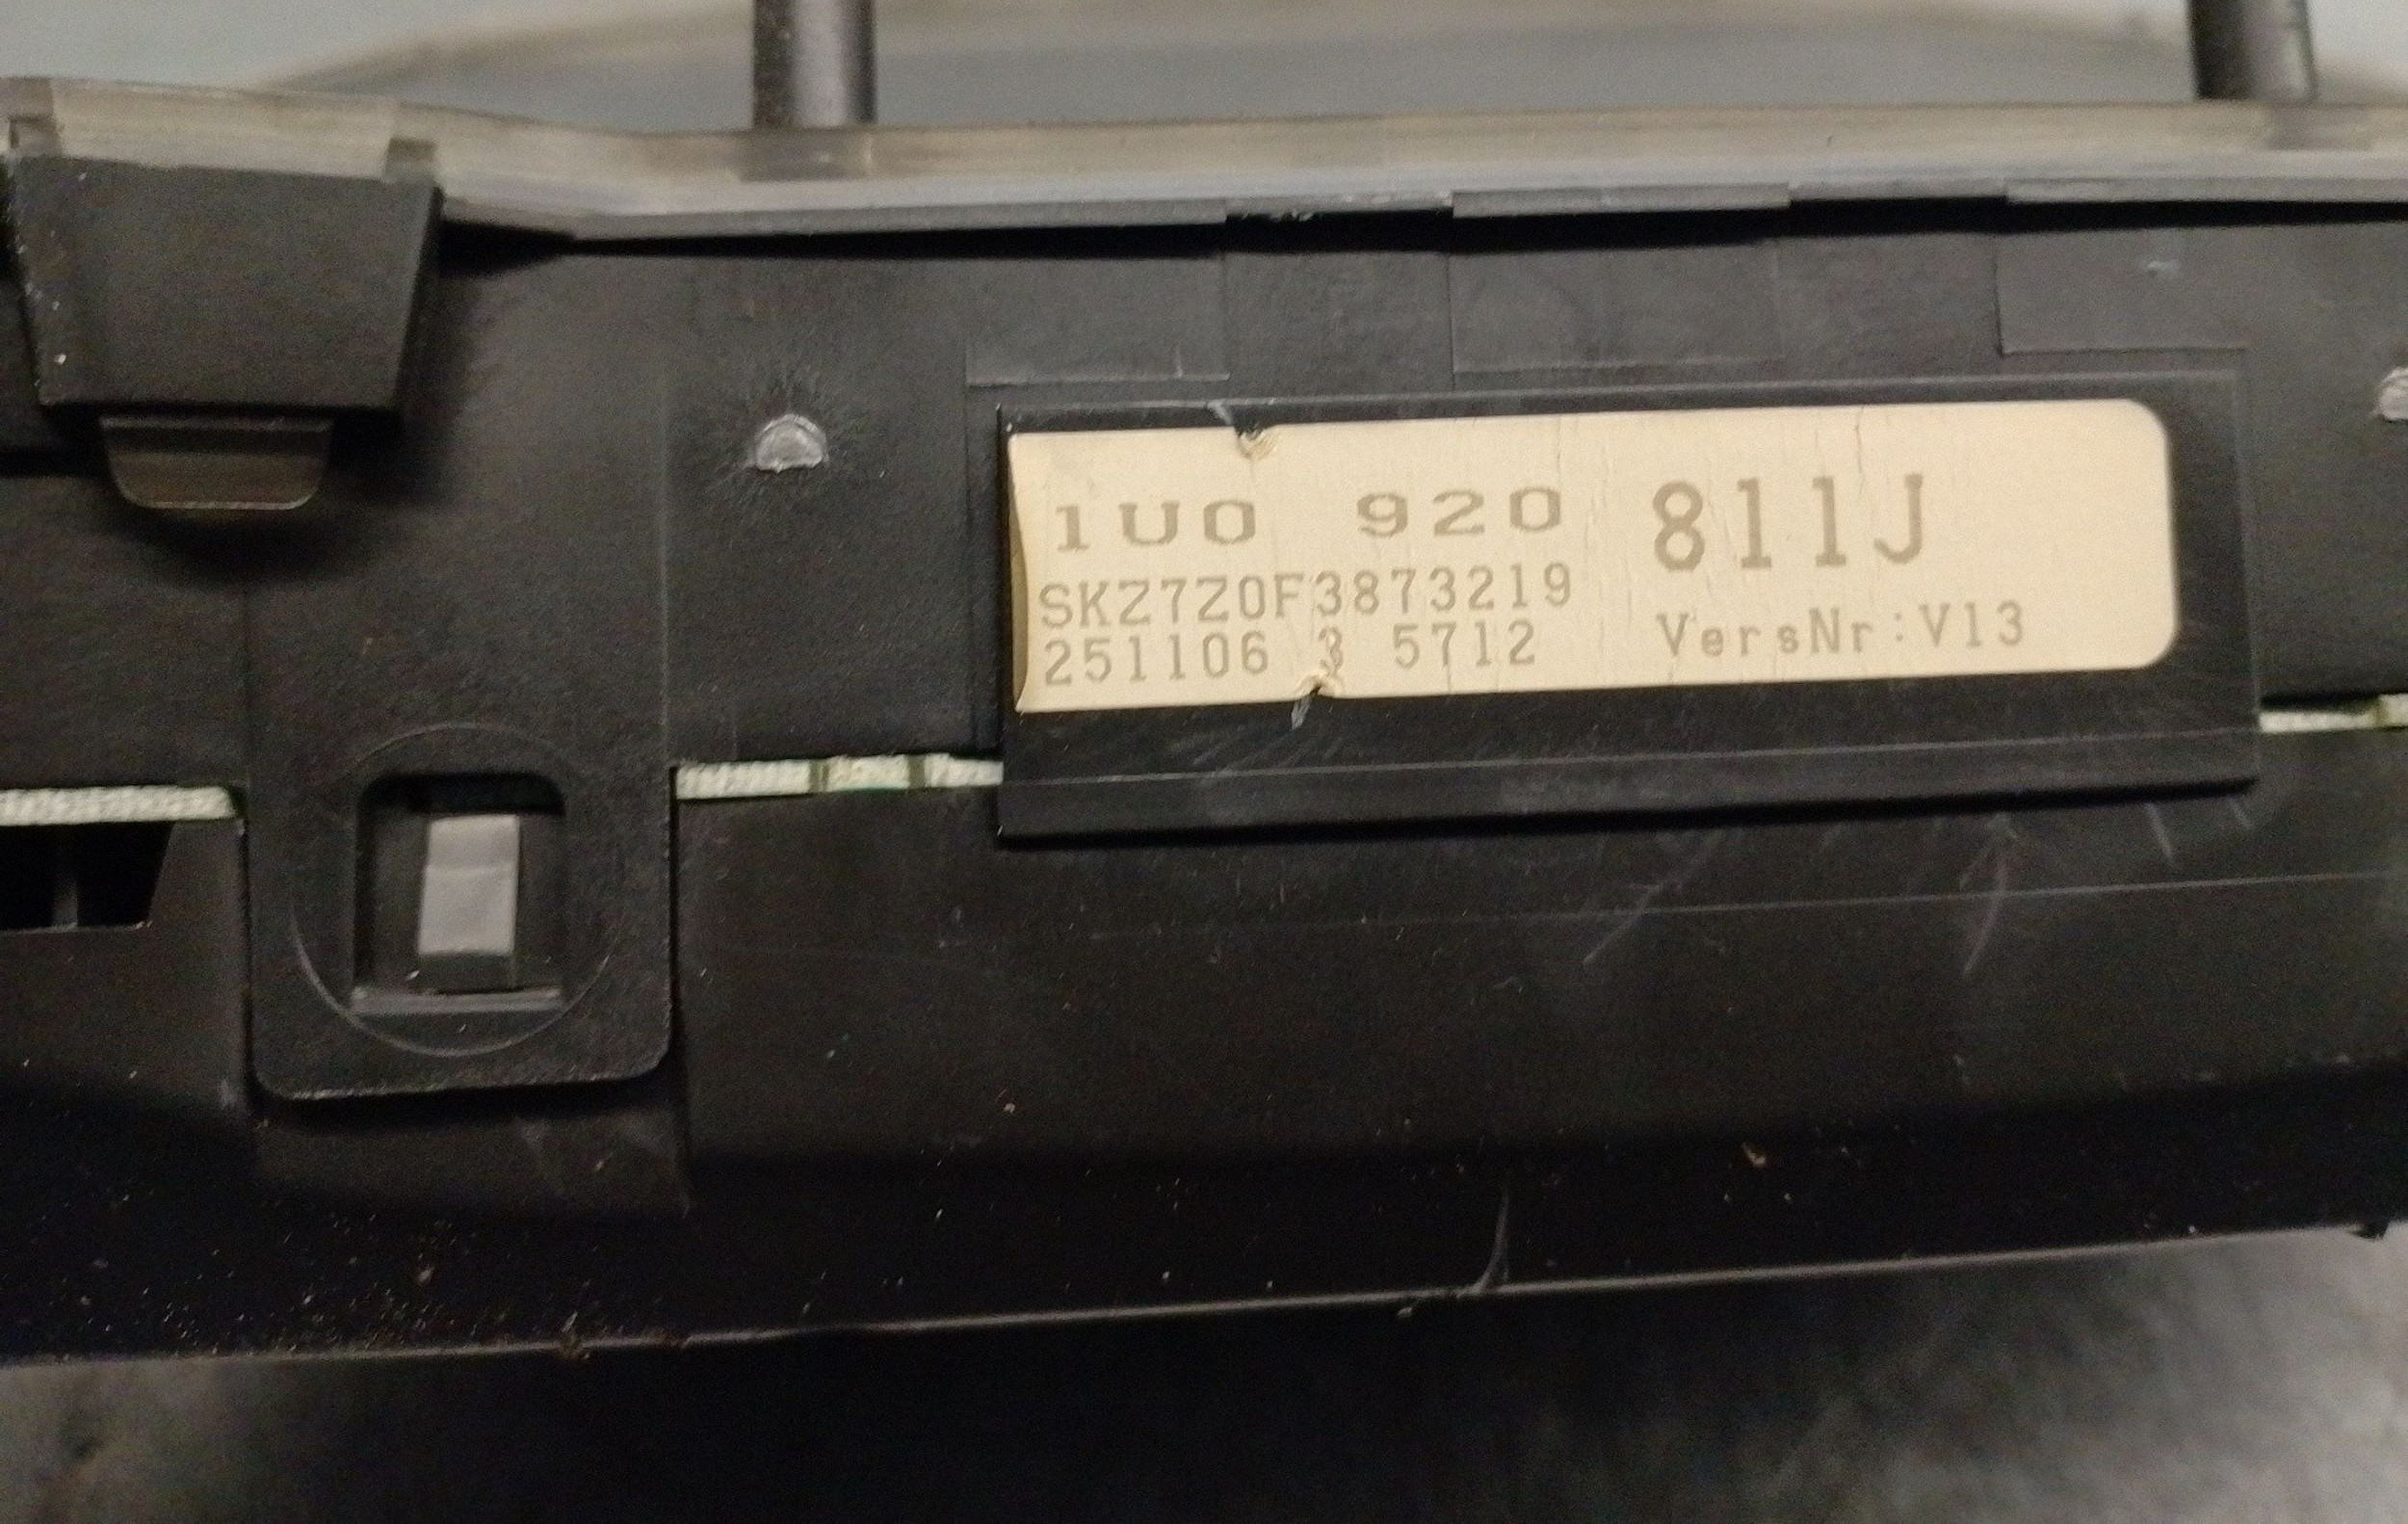 1U0 920 811J
SKZ7Z0F3873219
251106 3 5712 VersNr:V13